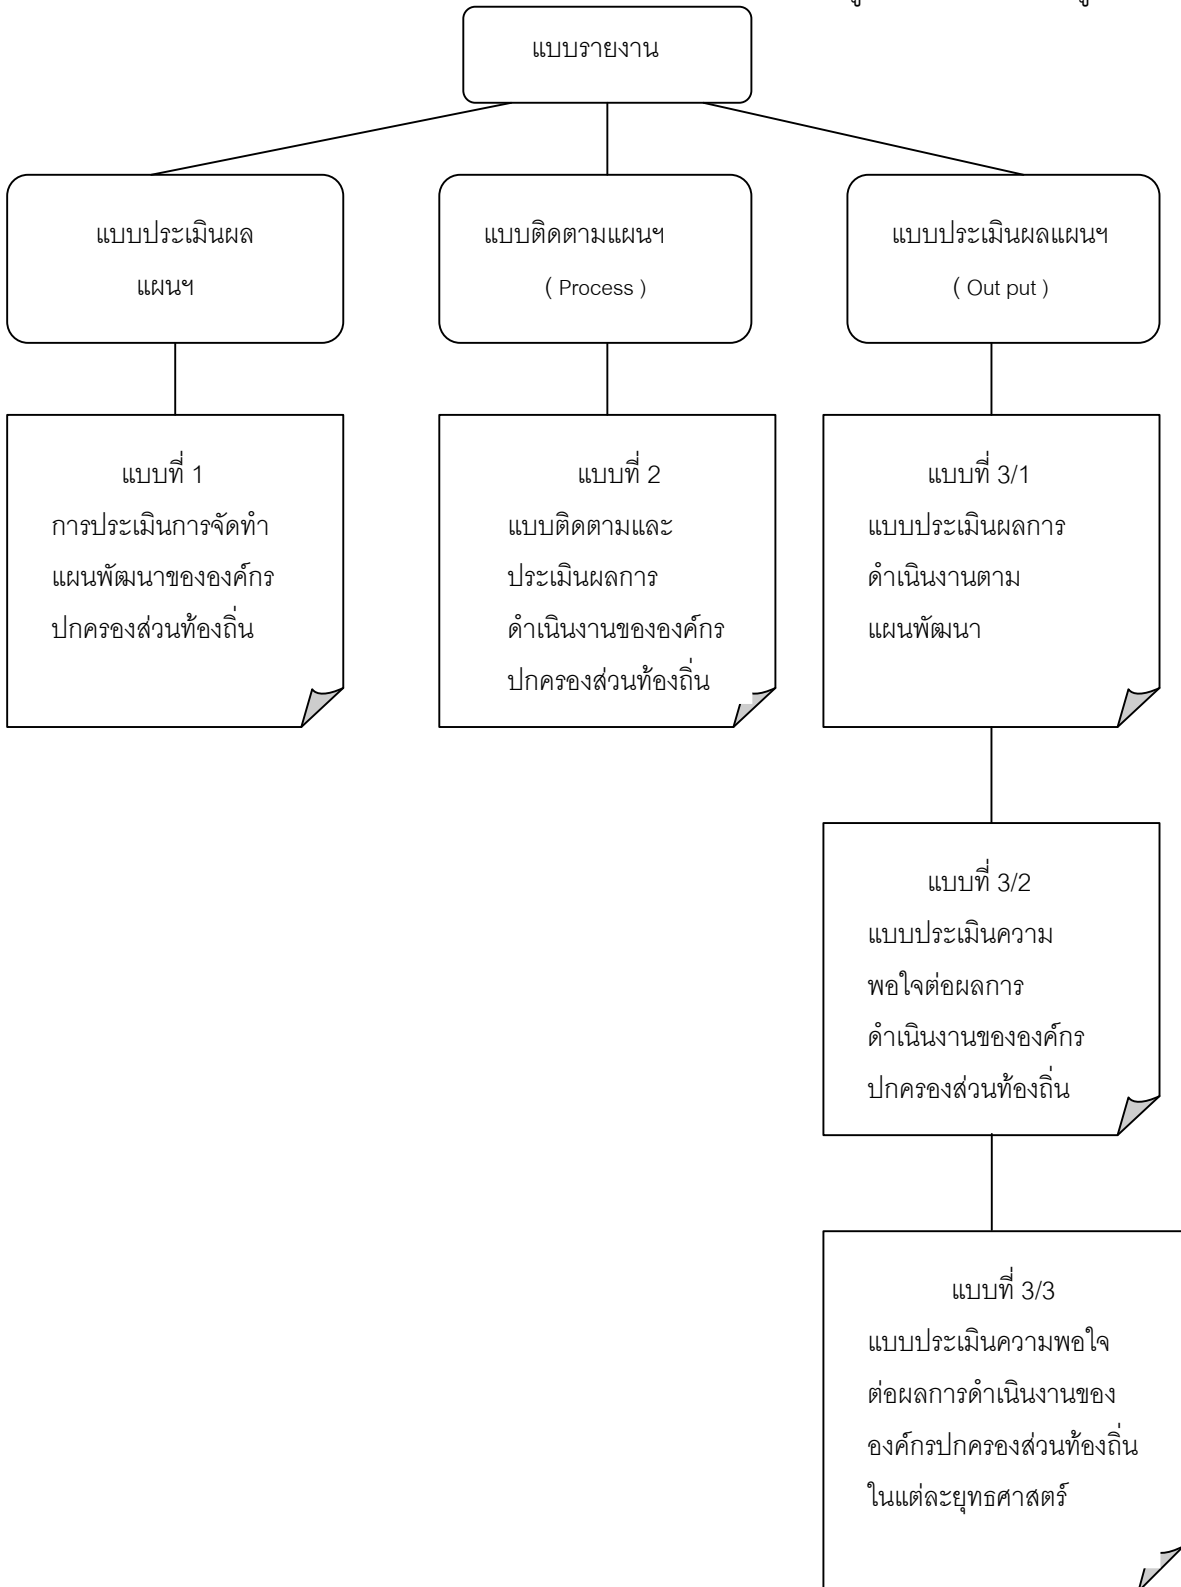 แบบรายงาน
แบบประเมินผล
แผนฯ
แบบติดตามแผนฯ
( Process )
แบบประเมินผลแผนฯ
( Out put )
แบบที่ 1
การประเมินการจัดทำ
แผนพัฒนาขององค์กร
ปกครองส่วนท้องถิ่น
แบบที่ 2
แบบติดตามและ
ประเมินผลการ
ดำเนินงานขององค์กร
ปกครองส่วนท้องถิ่น
แบบที่ 3/1
แบบประเมินผลการ
ดำเนินงานตาม
แผนพัฒนา
แบบที่ 3/2
แบบประเมินความ
พอใจต่อผลการ
ดำเนินงานขององค์กร
ปกครองส่วนท้องถิ่น
แบบที่ 3/3
แบบประเมินความพอใจ
ต่อผลการดำเนินงานของ
องค์กรปกครองส่วนท้องถิ่น
ในแต่ละยุทธศาสตร์